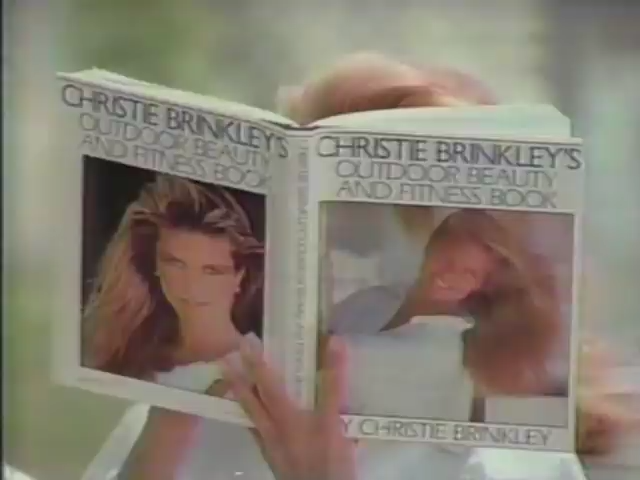 CHRISTIE BRINKLEY'S
OUTDOOR BEAUTY
AND FITNESS BOOK
CHRISTIE BRINKLEY'S
OUTDOOR BEAUTY
AND FITNESS BOOK
Y CHRISTIE BRINKLEY